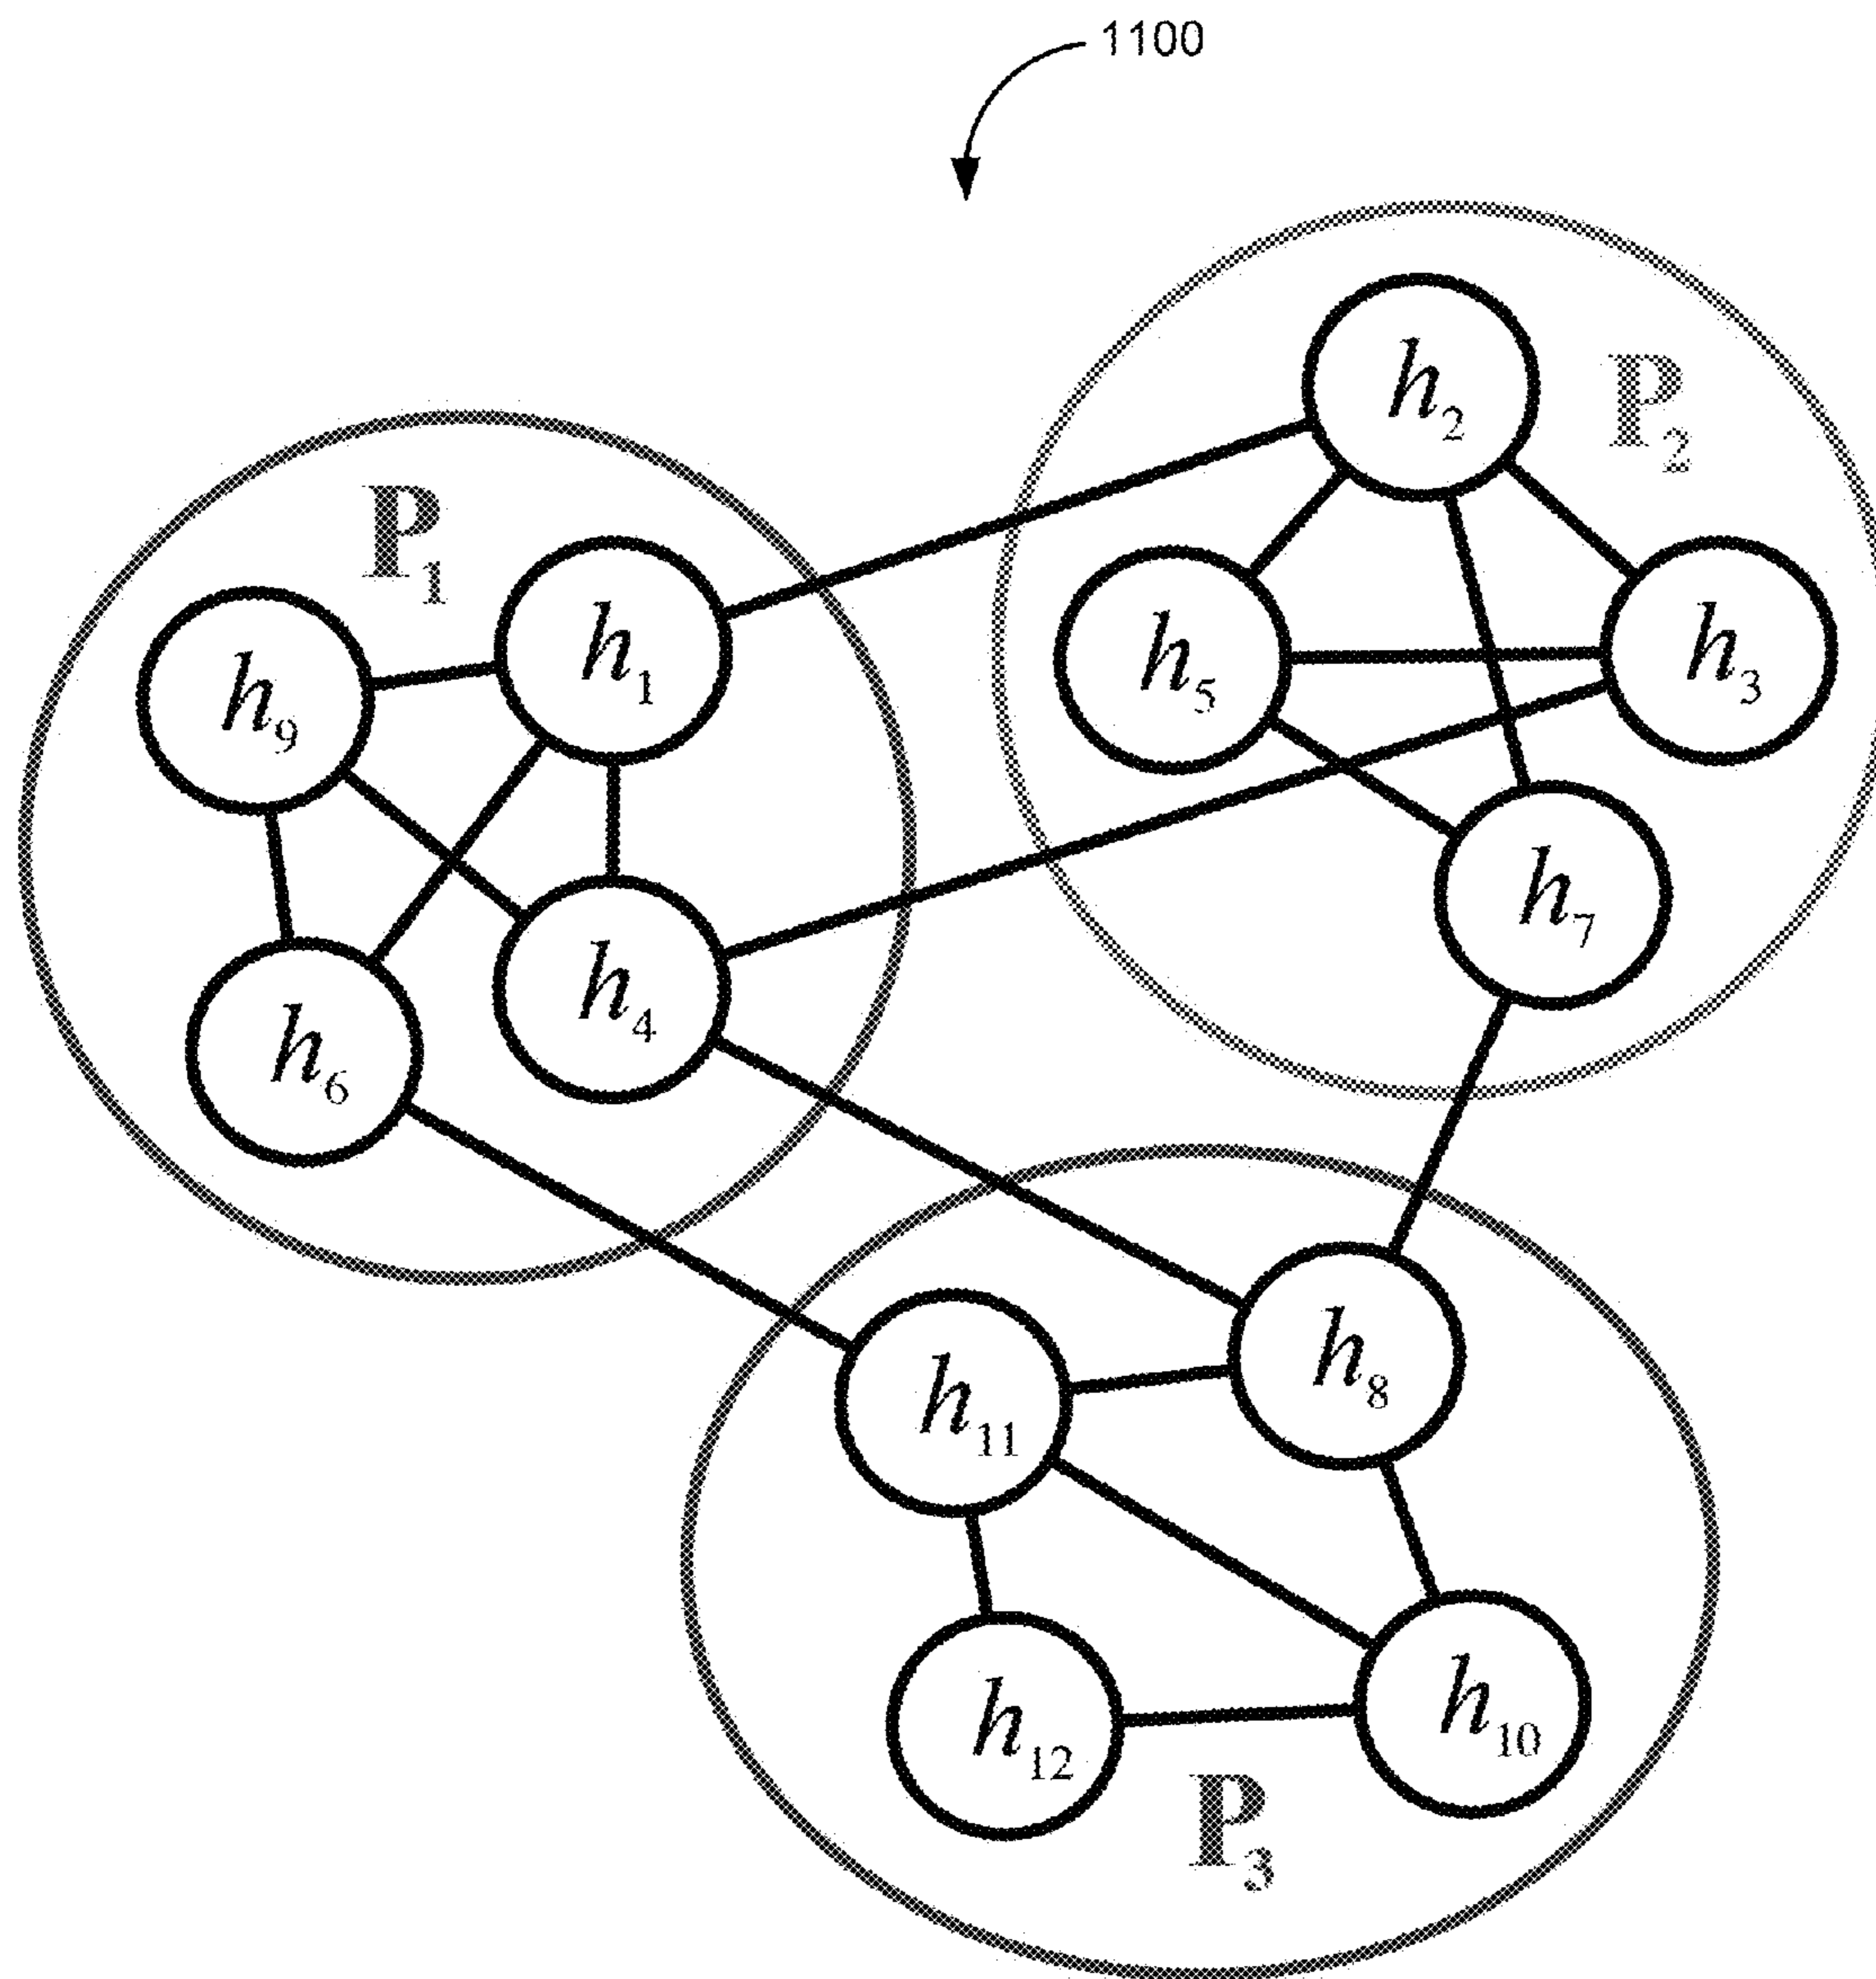 1100
h₂
P₂
P₁
h₁
h₅
h₃
h₉
h₇
h₄
h₆
h₈
h₁₁
h₁₀
h₁₂
P₃